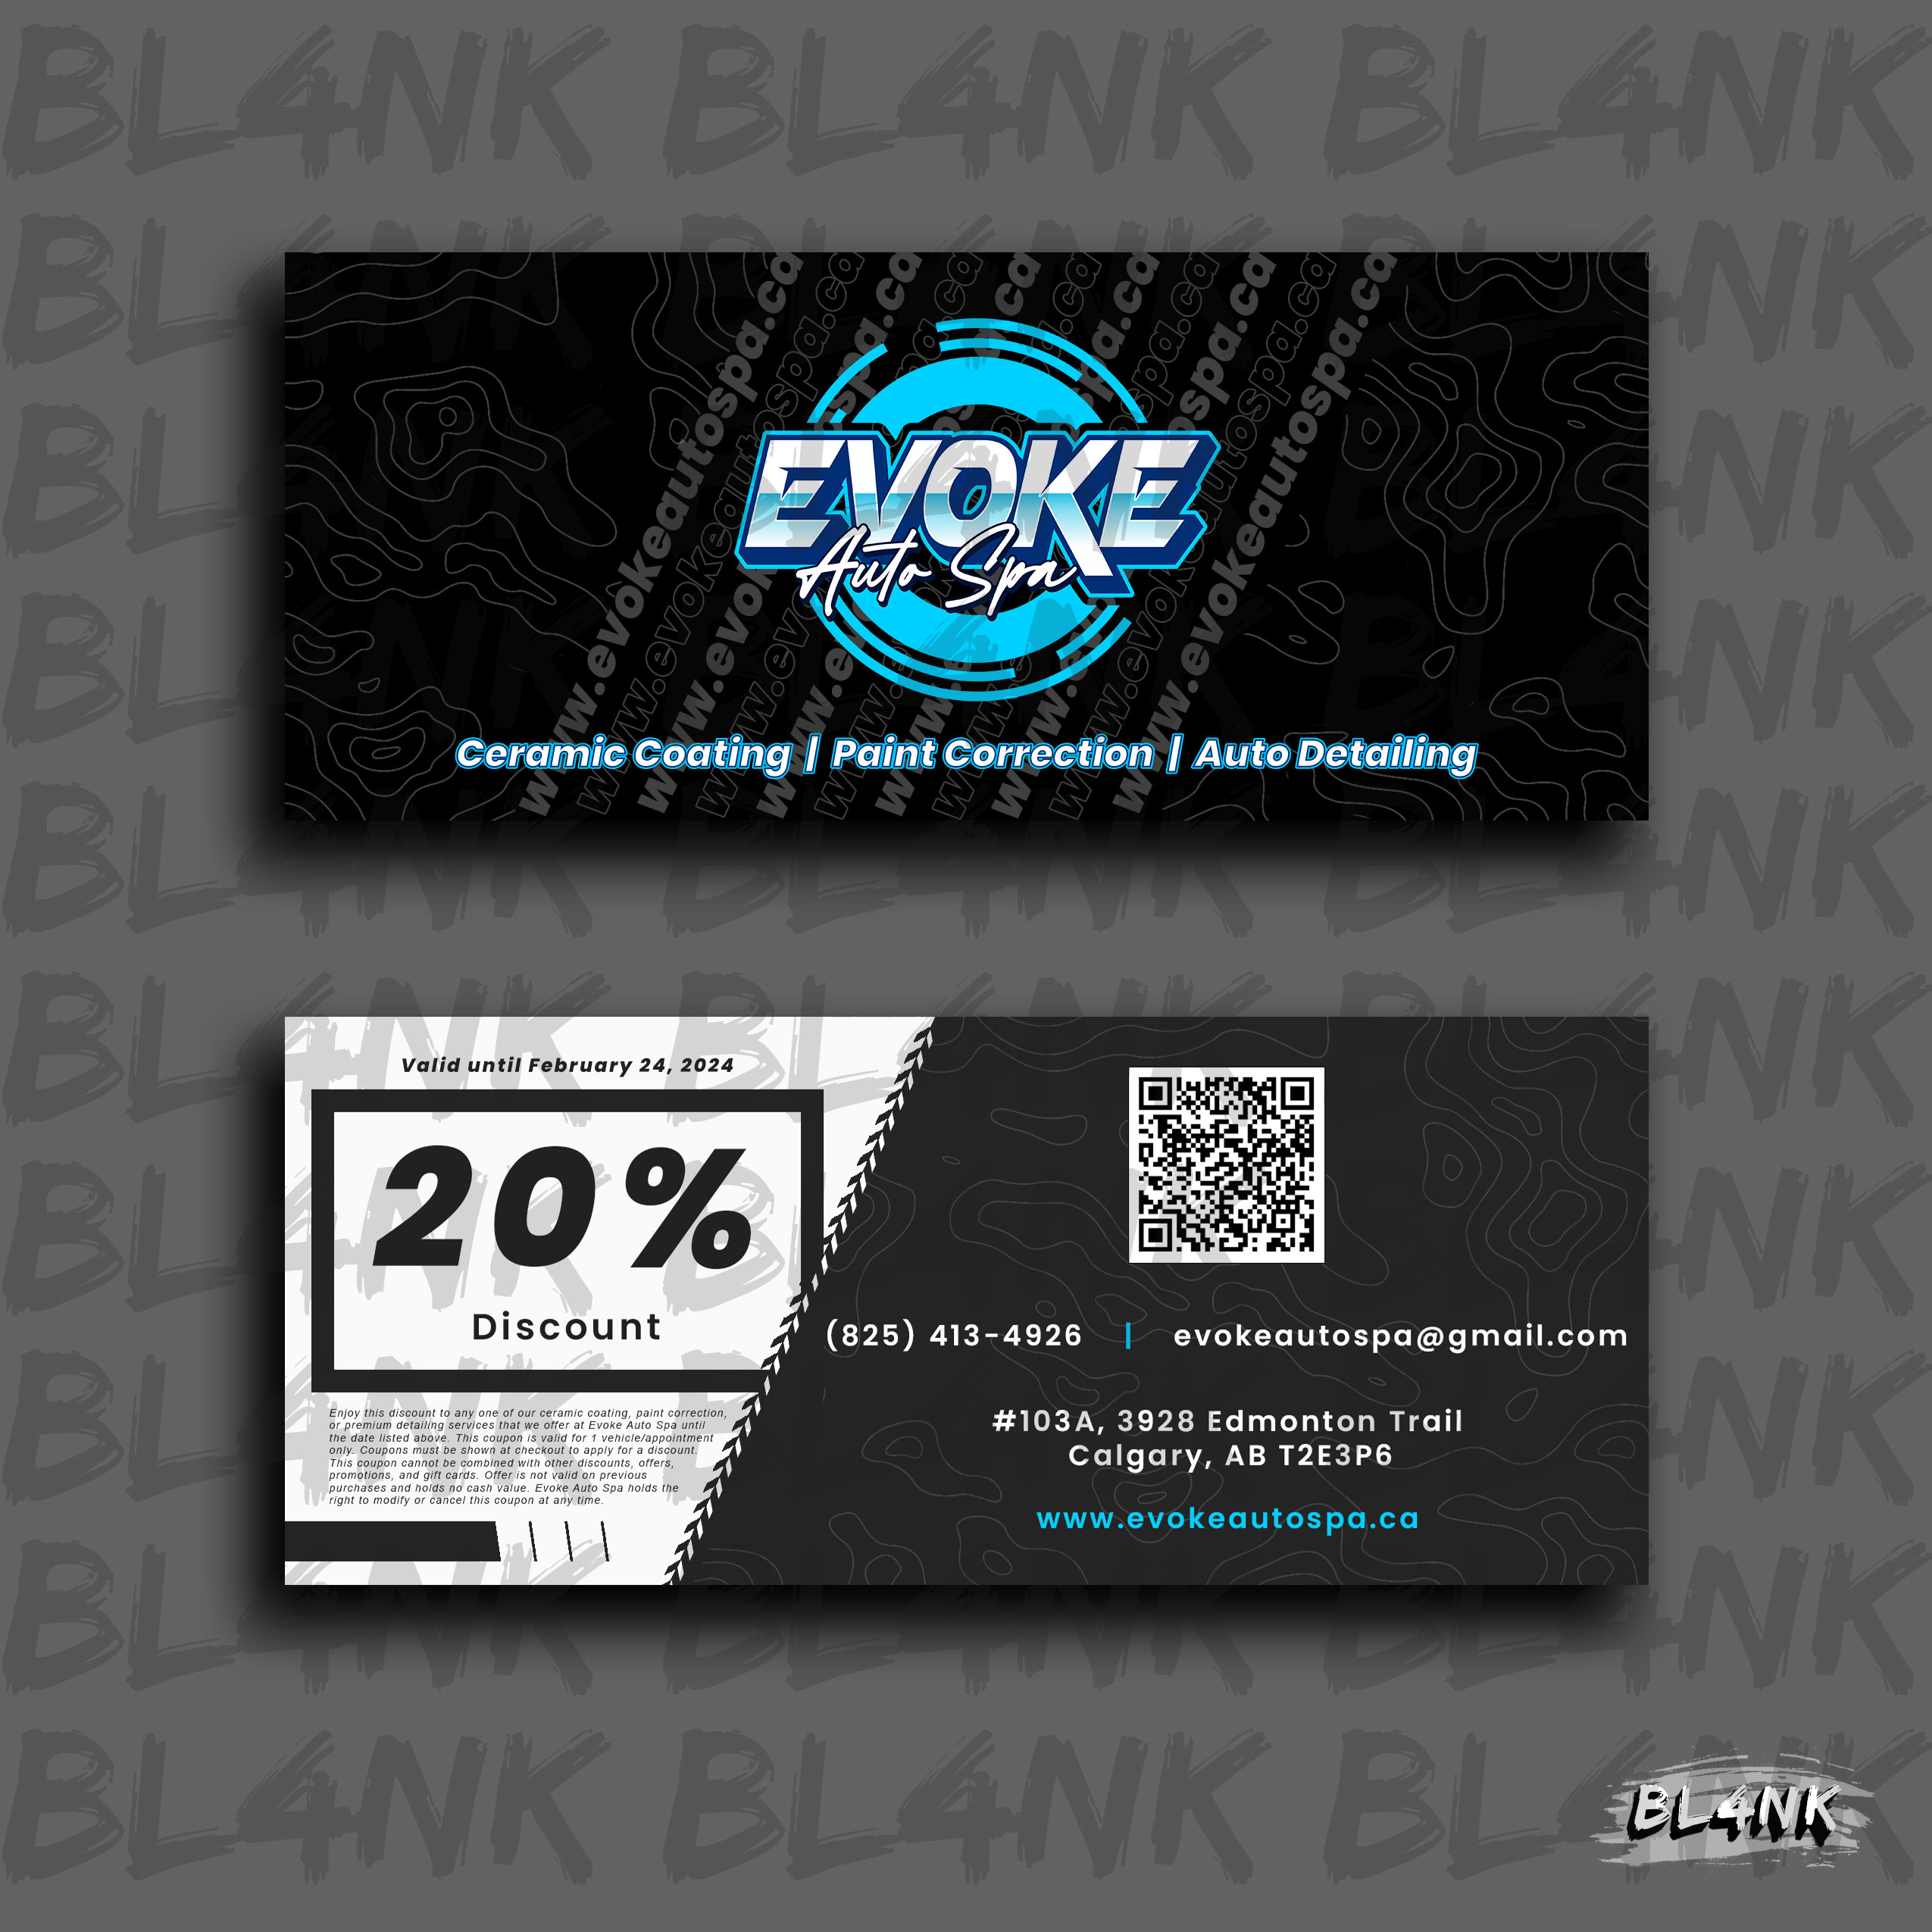 BL4NK BL4NK BL4NK
www.evokeautospa.ca
EVOKE
Auto Spa
Ceramic Coating | Paint Correction | Auto Detailing
Valid until February 24, 2024
20%
Discount
Enjoy this discount to any one of our ceramic coating, paint correction,
or premium detailing services that we offer at Evoke Auto Spa until
the date listed above. This coupon is valid for 1 vehicle/appointment
only. Coupons must be shown at checkout to apply for a discount.
This coupon cannot be combined with other discounts, offers,
promotions, and gift cards. Offer is not valid on previous
purchases and holds no cash value. Evoke Auto Spa holds the
right to modify or cancel this coupon at any time.
(825) 413-4926 | evokeautospa@gmail.com
#103A, 3928 Edmonton Trail
Calgary, AB T2E3P6
www.evokeautospa.ca
BL4NK